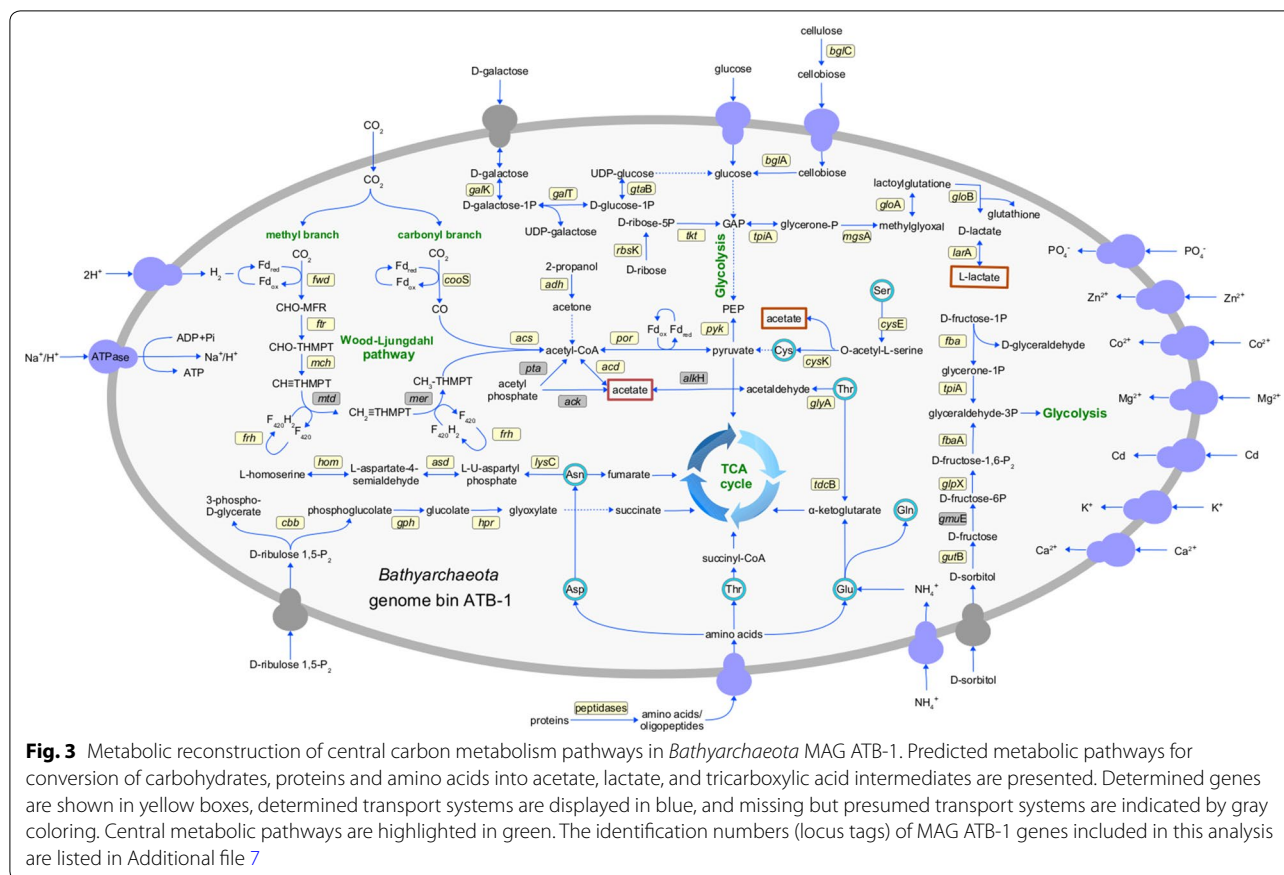 cellulose
bglC
cellobiose
D-galactose
glucose
CO2
CO2
D-galactose
galK
D-galactose-1P
galT
UDP-galactose
UDP-glucose
gtaB
D-glucose-1P
glucose
bglA
cellobiose
D-ribose-5P
tkt
rbsK
D-ribose
GAP
tpiA
glycerone-P
mgsA
methylglyoxal
lactoylglutatione
gloA
gloB
glutathione
D-lactate
larA
L-lactate
methyl branch
carbonyl branch
CO2
Fdred
Fdox
fwd
CHO-MFR
ftr
CHO-THMPT
mch
CH≡THMPT
mtd
F420H2
F420
frh
CO2
Fdred
Fdox
cooS
CO
Wood-Ljungdahl
pathway
CH3-THMPT
mer
CH2≡THMPT
F420
F420H2
frh
2H+
H2
Na+/H+
ATPase
ADP+Pi
Na+/H+
ATP
2-propanol
adh
acetone
acs
acetyl-CoA
por
Fdox
Fdred
pyruvate
Glycolysis
PEP
pyk
pta
acd
acetyl
phosphate
ack
acetate
alkH
acetaldehyde
Thr
glyA
acetate
Ser
cysE
Cys
cysK
O-acetyl-L-serine
D-fructose-1P
fba
D-glyceraldehyde
glycerone-1P
tpiA
glyceraldehyde-3P
Glycolysis
fbaA
D-fructose-1,6-P2
glpX
D-fructose-6P
gmuE
D-fructose
gutB
D-sorbitol
D-sorbitol
PO4-
PO4-
Zn2+
Zn2+
Co2+
Co2+
Mg2+
Mg2+
Cd
Cd
K+
K+
Ca2+
Ca2+
L-homoserine
hom
L-aspartate-4-
semialdehyde
asd
L-U-aspartyl
phosphate
lysC
Asn
fumarate
TCA
cycle
tdcB
3-phospho-
D-glycerate
cbb
phosphoglucolate
gph
glucolate
hpr
glyoxylate
succinate
α-ketoglutarate
Gln
D-ribulose 1,5-P2
D-ribulose 1,5-P2
succinyl-CoA
Asp
Thr
Glu
NH4+
NH4+
amino acids
Bathyarchaeota
genome bin ATB-1
peptidases
proteins
amino acids/
oligopeptides
Fig. 3 Metabolic reconstruction of central carbon metabolism pathways in Bathyarchaeota MAG ATB-1. Predicted metabolic pathways for
conversion of carbohydrates, proteins and amino acids into acetate, lactate, and tricarboxylic acid intermediates are presented. Determined genes
are shown in yellow boxes, determined transport systems are displayed in blue, and missing but presumed transport systems are indicated by gray
coloring. Central metabolic pathways are highlighted in green. The identification numbers (locus tags) of MAG ATB-1 genes included in this analysis
are listed in Additional file 7